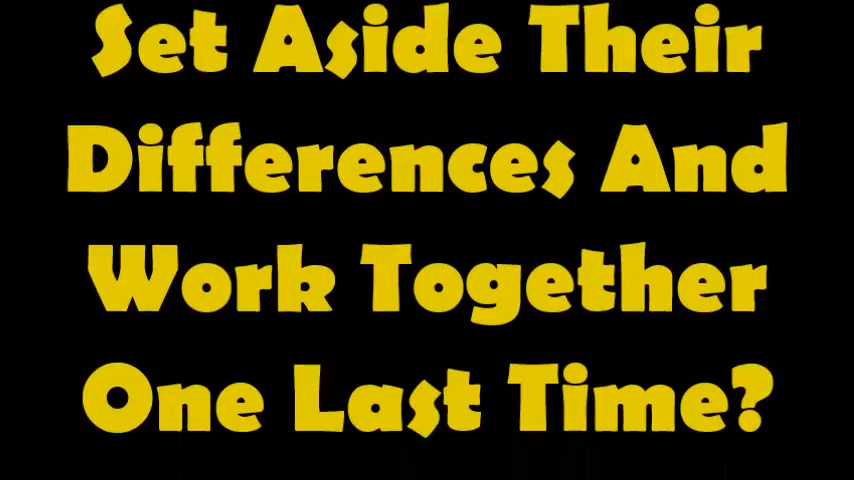 Set Aside Their
Differences And
Work Together
One Last Time?